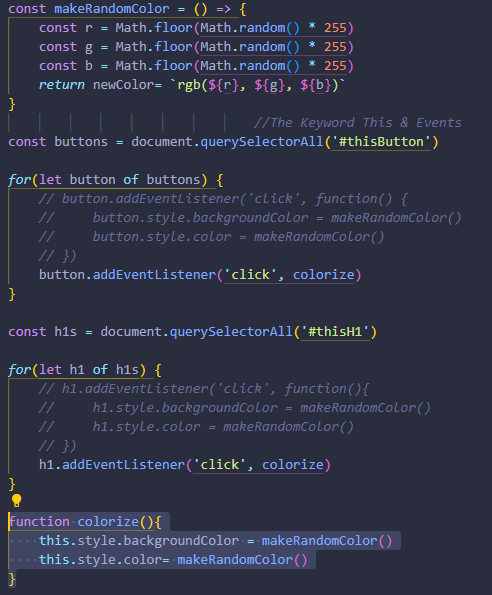 const makeRandomColor = () => {
    const r = Math.floor(Math.random() * 255)
    const g = Math.floor(Math.random() * 255)
    const b = Math.floor(Math.random() * 255)
    return newColor= `rgb(${r}, ${g}, ${b})`
}
                                //The Keyword This & Events
const buttons = document.querySelectorAll('#thisButton')

for(let button of buttons) {
    // button.addEventListener('click', function() {
    //     button.style.backgroundColor = makeRandomColor()
    //     button.style.color = makeRandomColor()
    // })
    button.addEventListener('click', colorize)
}

const h1s = document.querySelectorAll('#thisH1')

for(let h1 of h1s) {
    // h1.addEventListener('click', function(){
    //     h1.style.backgroundColor = makeRandomColor()
    //     h1.style.color = makeRandomColor()
    // })
    h1.addEventListener('click', colorize)
}

function colorize(){
    this.style.backgroundColor = makeRandomColor()
    this.style.color= makeRandomColor()
}